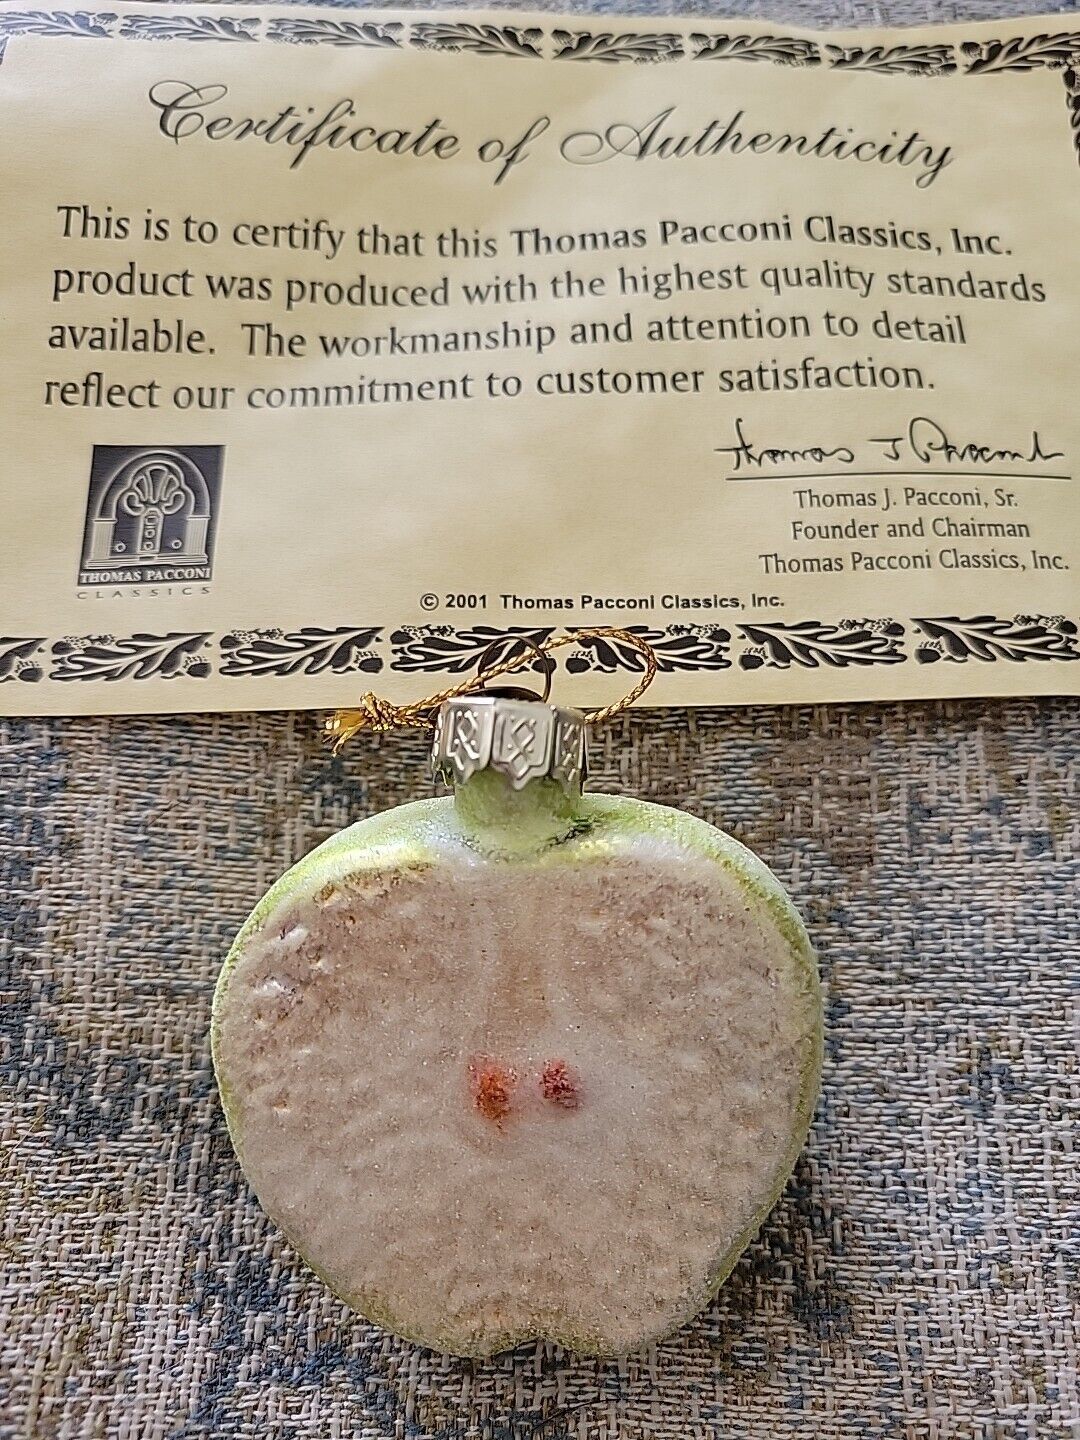 Certificate of Authenticity
This is to certify that this Thomas Pacconi Classics, Inc.
product was produced with the highest quality standards
available. The workmanship and attention to detail
reflect our commitment to customer satisfaction.
Thomas J Pacconi
Thomas J. Pacconi, Sr.
Founder and Chairman
Thomas Pacconi Classics, Inc.
THOMAS PACCONI
CLASSICS
© 2001 Thomas Pacconi Classics, Inc.